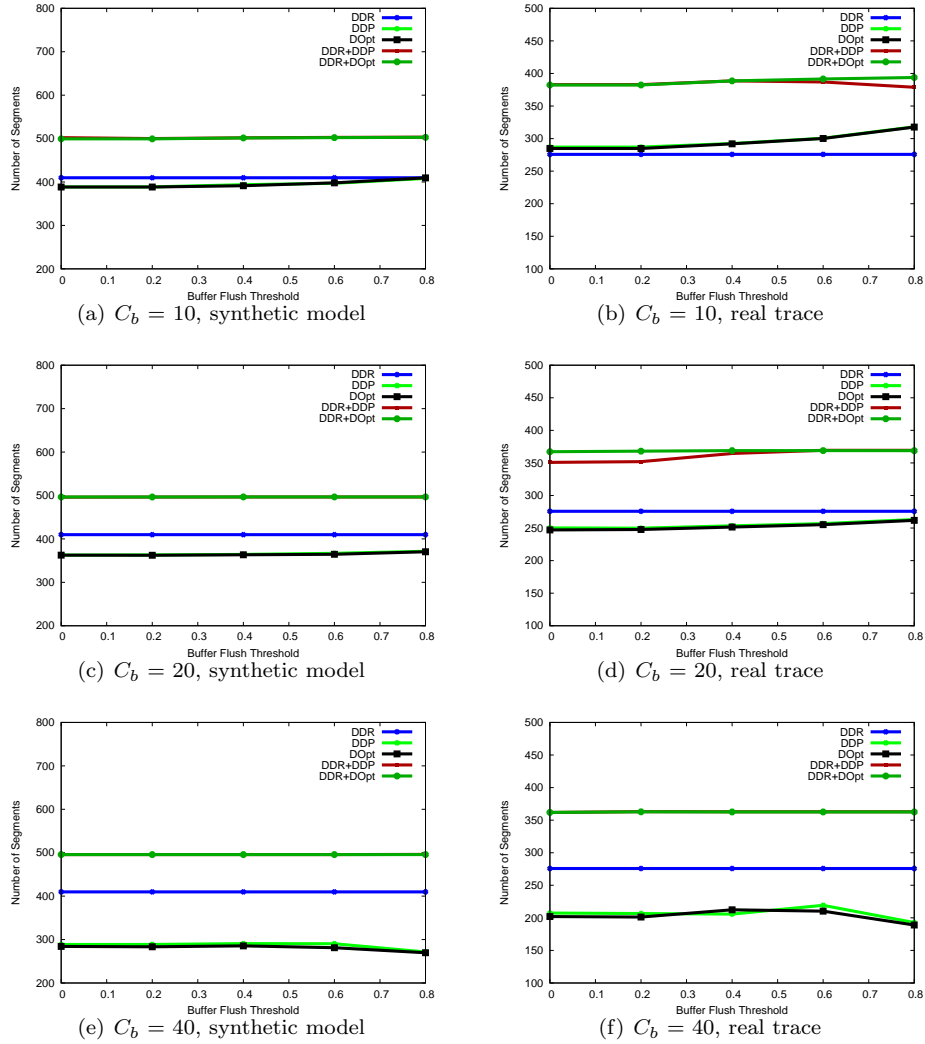 800
700
600
500
400
300
200
Number of Segments
0 0.1 0.2 0.3 0.4 0.5 0.6 0.7 0.8
Buffer Flush Threshold
DDR
DDP
DOpt
DDR+DDP
DDR+DOpt
(a) C_b = 10, synthetic model
500
450
400
350
300
250
200
150
100
Number of Segments
0 0.1 0.2 0.3 0.4 0.5 0.6 0.7 0.8
Buffer Flush Threshold
DDR
DDP
DOpt
DDR+DDP
DDR+DOpt
(b) C_b = 10, real trace
800
700
600
500
400
300
200
Number of Segments
0 0.1 0.2 0.3 0.4 0.5 0.6 0.7 0.8
Buffer Flush Threshold
DDR
DDP
DOpt
DDR+DDP
DDR+DOpt
(c) C_b = 20, synthetic model
500
450
400
350
300
250
200
150
100
Number of Segments
0 0.1 0.2 0.3 0.4 0.5 0.6 0.7 0.8
Buffer Flush Threshold
DDR
DDP
DOpt
DDR+DDP
DDR+DOpt
(d) C_b = 20, real trace
800
700
600
500
400
300
200
Number of Segments
0 0.1 0.2 0.3 0.4 0.5 0.6 0.7 0.8
Buffer Flush Threshold
DDR
DDP
DOpt
DDR+DDP
DDR+DOpt
(e) C_b = 40, synthetic model
500
450
400
350
300
250
200
150
100
Number of Segments
0 0.1 0.2 0.3 0.4 0.5 0.6 0.7 0.8
Buffer Flush Threshold
DDR
DDP
DOpt
DDR+DDP
DDR+DOpt
(f) C_b = 40, real trace